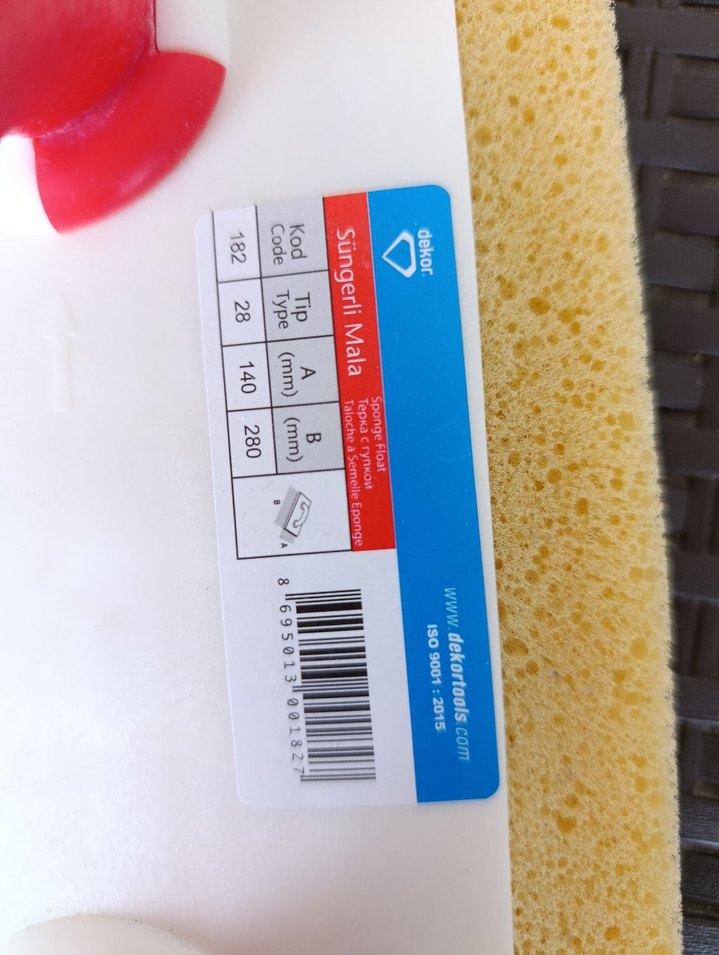 dekor.
www.dekortools.com
ISO 9001 : 2015
Süngerli Mala
Sponge Float
Терка с губкой
Taloche à Semelle Eponge
Kod Tip A B
Code Type (mm) (mm)
182 28 140 280
B A
8 695013 001827